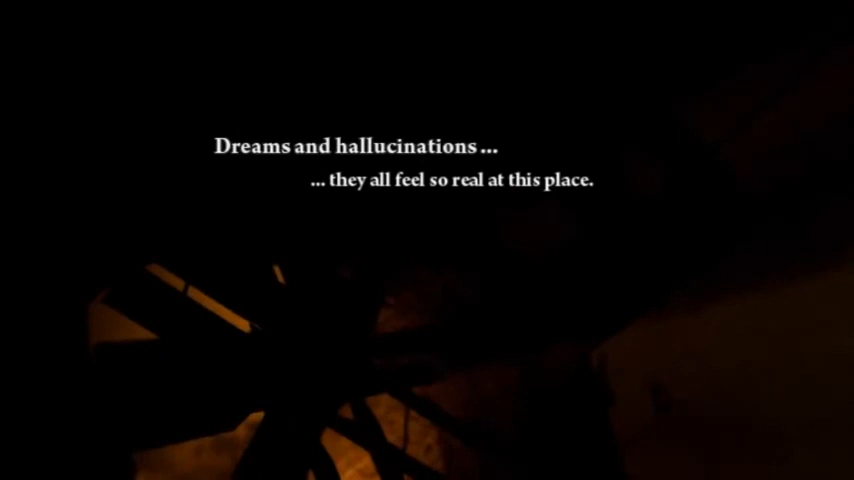 Dreams and hallucinations ...
... they all feel so real at this place.